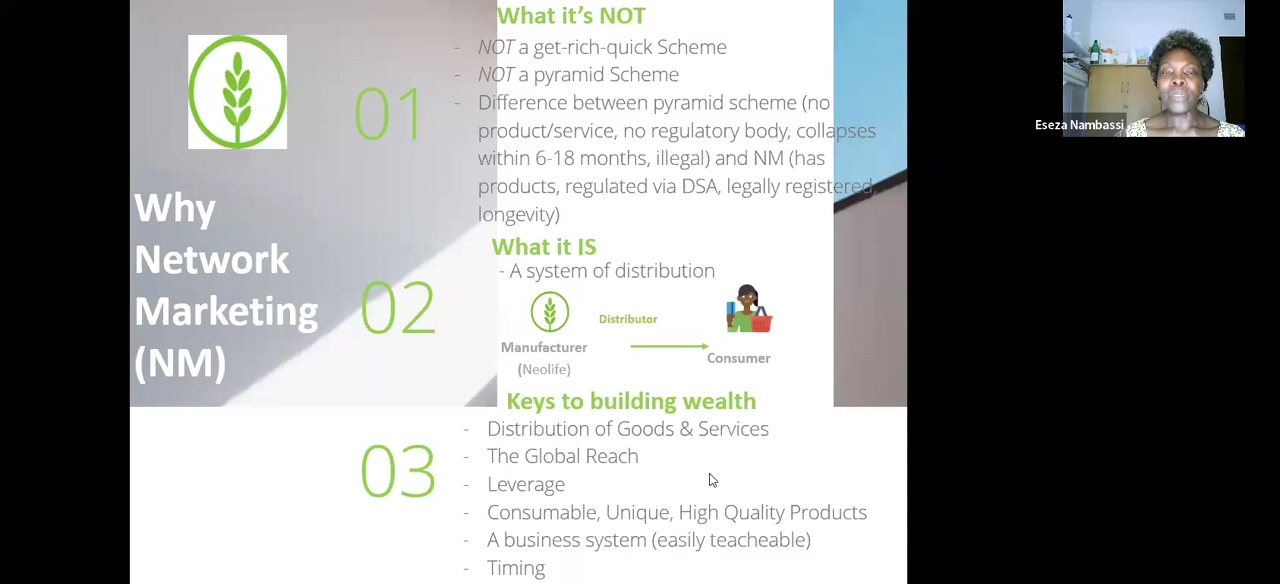 What it's NOT
- NOT a get-rich-quick Scheme
- NOT a pyramid Scheme
- Difference between pyramid scheme (no
product/service, no regulatory body, collapses
within 6-18 months, illegal) and NM (has
products, regulated via DSA, legally registered,
longevity)
01
Why
Network
Marketing
(NM)
What it IS
- A system of distribution
02
Distributor
Manufacturer
(Neolife)
Consumer
Keys to building wealth
03
- Distribution of Goods & Services
- The Global Reach
- Leverage
- Consumable, Unique, High Quality Products
- A business system (easily teacheable)
- Timing
Eseza Nambassi